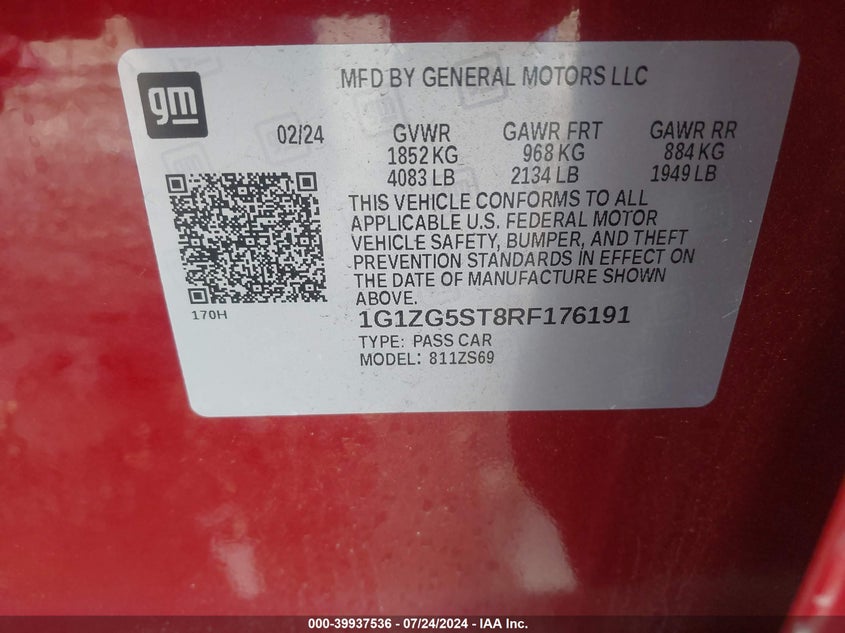 gm
MFD BY GENERAL MOTORS LLC
02/24 GVWR GAWR FRT GAWR RR
1852 KG 968 KG 884 KG
4083 LB 2134 LB 1949 LB
THIS VEHICLE CONFORMS TO ALL
APPLICABLE U.S. FEDERAL MOTOR
VEHICLE SAFETY, BUMPER, AND THEFT
PREVENTION STANDARDS IN EFFECT ON
THE DATE OF MANUFACTURE SHOWN
ABOVE.
170H
1G1ZG5ST8RF176191
TYPE: PASS CAR
MODEL: 811ZS69
000-39937536 - 07/24/2024 - IAA Inc.